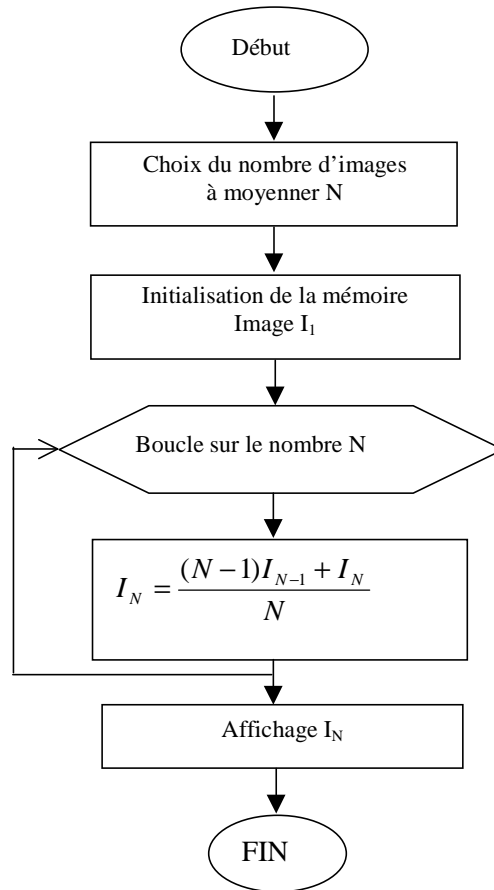 Début
Choix du nombre d'images
à moyenner N
Initialisation de la mémoire
Image I₁
Boucle sur le nombre N
I_N = \frac{(N-1)I_{N-1} + I_N}{N}
Affichage I_N
FIN